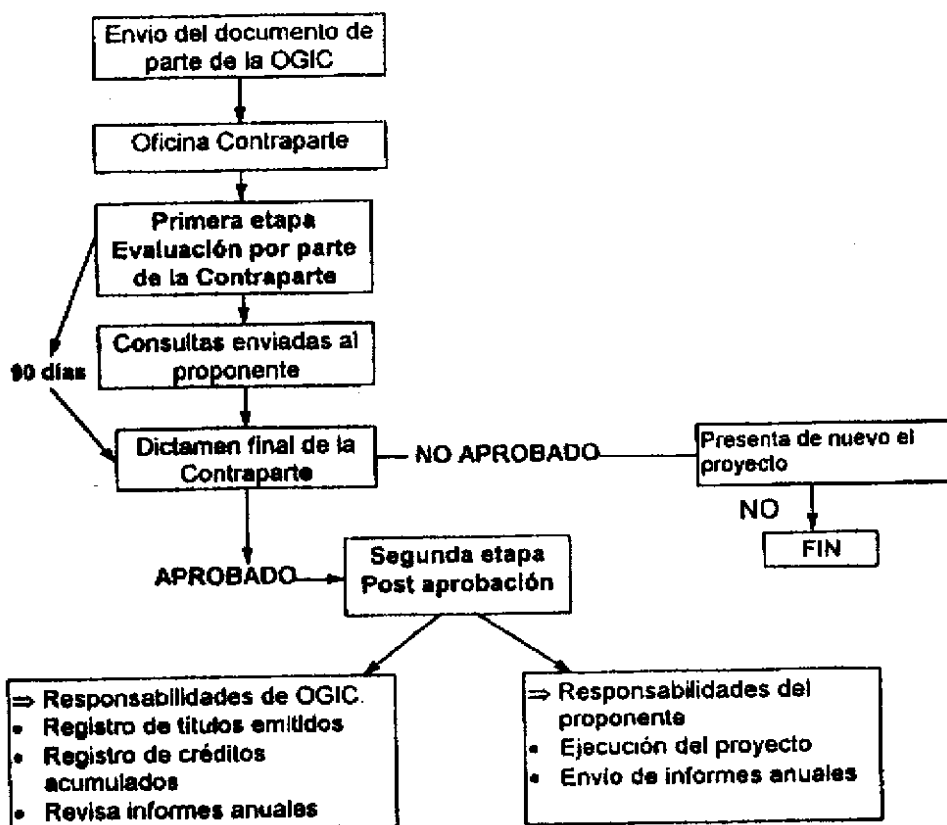 Envio del documento de
parte de la OGIC
Oficina Contraparte
Primera etapa
Evaluación por parte
de la Contraparte
Consultas enviadas al
proponente
90 días
Dictamen final de la
Contraparte
NO APROBADO
Presenta de nuevo el
proyecto
NO
FIN
APROBADO
Segunda etapa
Post aprobación
⇒ Responsabilidades de OGIC.
• Registro de títulos emitidos
• Registro de créditos
acumulados
• Revisa informes anuales
⇒ Responsabilidades del
proponente
• Ejecución del proyecto
• Envío de informes anuales